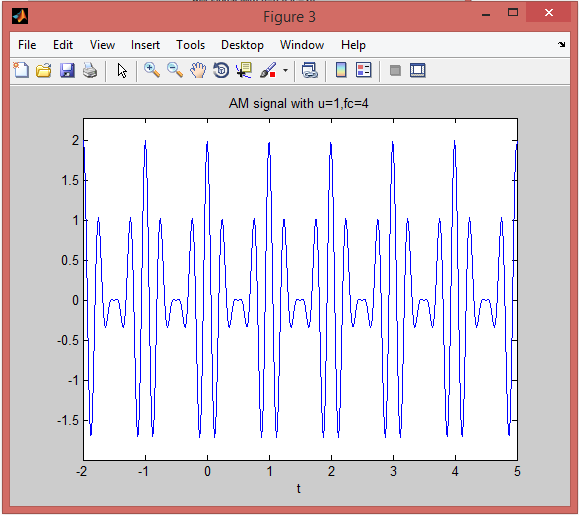 Figure 3
File Edit View Insert Tools Desktop Window Help
AM signal with u=1,fc=4
2
1.5
1
0.5
0
-0.5
-1
-1.5
-2 -1 0 1 2 3 4 5
t